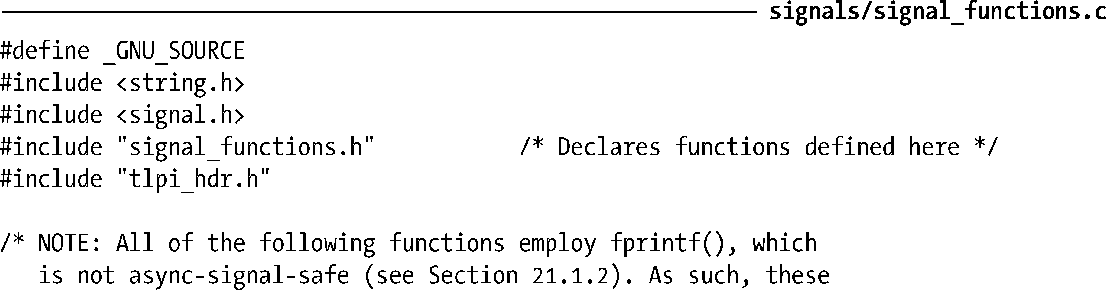 signals/signal_functions.c
#define _GNU_SOURCE
#include <string.h>
#include <signal.h>
#include "signal_functions.h" /* Declares functions defined here */
#include "tlpi_hdr.h"
/* NOTE: All of the following functions employ fprintf(), which
is not async-signal-safe (see Section 21.1.2). As such, these